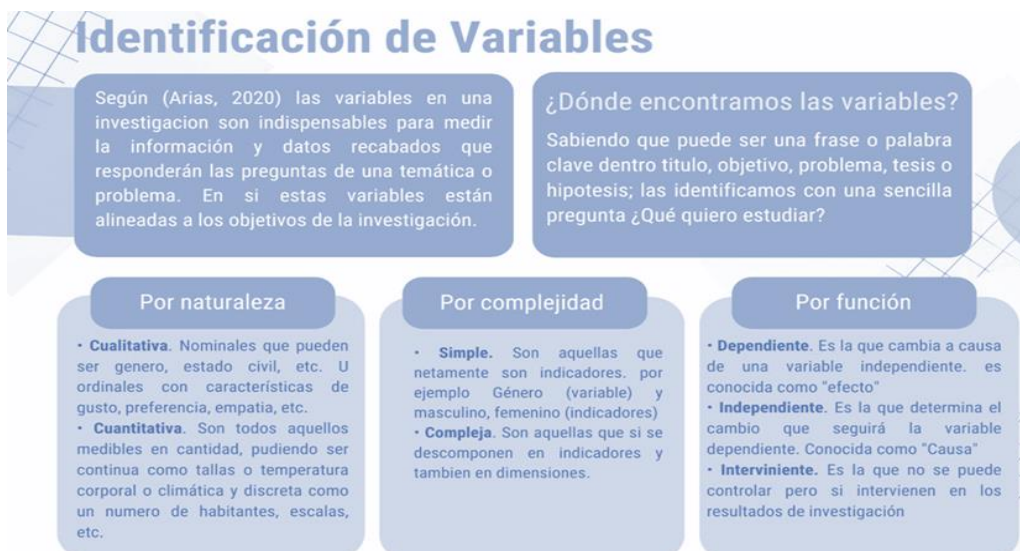 Identificación de Variables
Según (Arias, 2020) las variables en una
investigacion son indispensables para medir
la información y datos recabados que
responderán las preguntas de una temática o
problema. En si estas variables están
alineadas a los objetivos de la investigación.
¿Dónde encontramos las variables?
Sabiendo que puede ser una frase o palabra
clave dentro titulo, objetivo, problema, tesis o
hipotesis; las identificamos con una sencilla
pregunta ¿Qué quiero estudiar?
Por naturaleza
• Cualitativa. Nominales que pueden
ser genero, estado civil, etc. U
ordinales con características de
gusto, preferencia, empatia, etc.
• Cuantitativa. Son todos aquellos
medibles en cantidad, pudiendo ser
continua como tallas o temperatura
corporal o climática y discreta como
un numero de habitantes, escalas,
etc.
Por complejidad
• Simple. Son aquellas que
netamente son indicadores. por
ejemplo Género (variable) y
masculino, femenino (indicadores)
• Compleja. Son aquellas que si se
descomponen en indicadores y
tambien en dimensiones.
Por función
• Dependiente. Es la que cambia a causa
de una variable independiente. es
conocida como "efecto"
• Independiente. Es la que determina el
cambio que seguirá la variable
dependiente. Conocida como "Causa"
• Interviniente. Es la que no se puede
controlar pero si intervienen en los
resultados de investigación